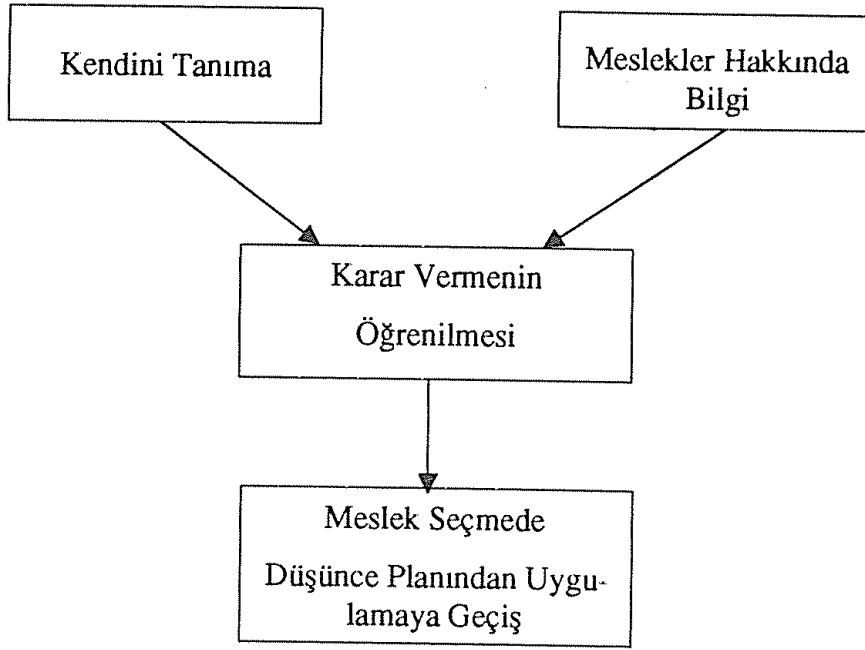 Kendini Tanıma
Meslekler Hakkında
Bilgi
Karar Vermenin
Öğrenilmesi
Meslek Seçmede
Düşünce Planından Uygu-
lamaya Geçiş